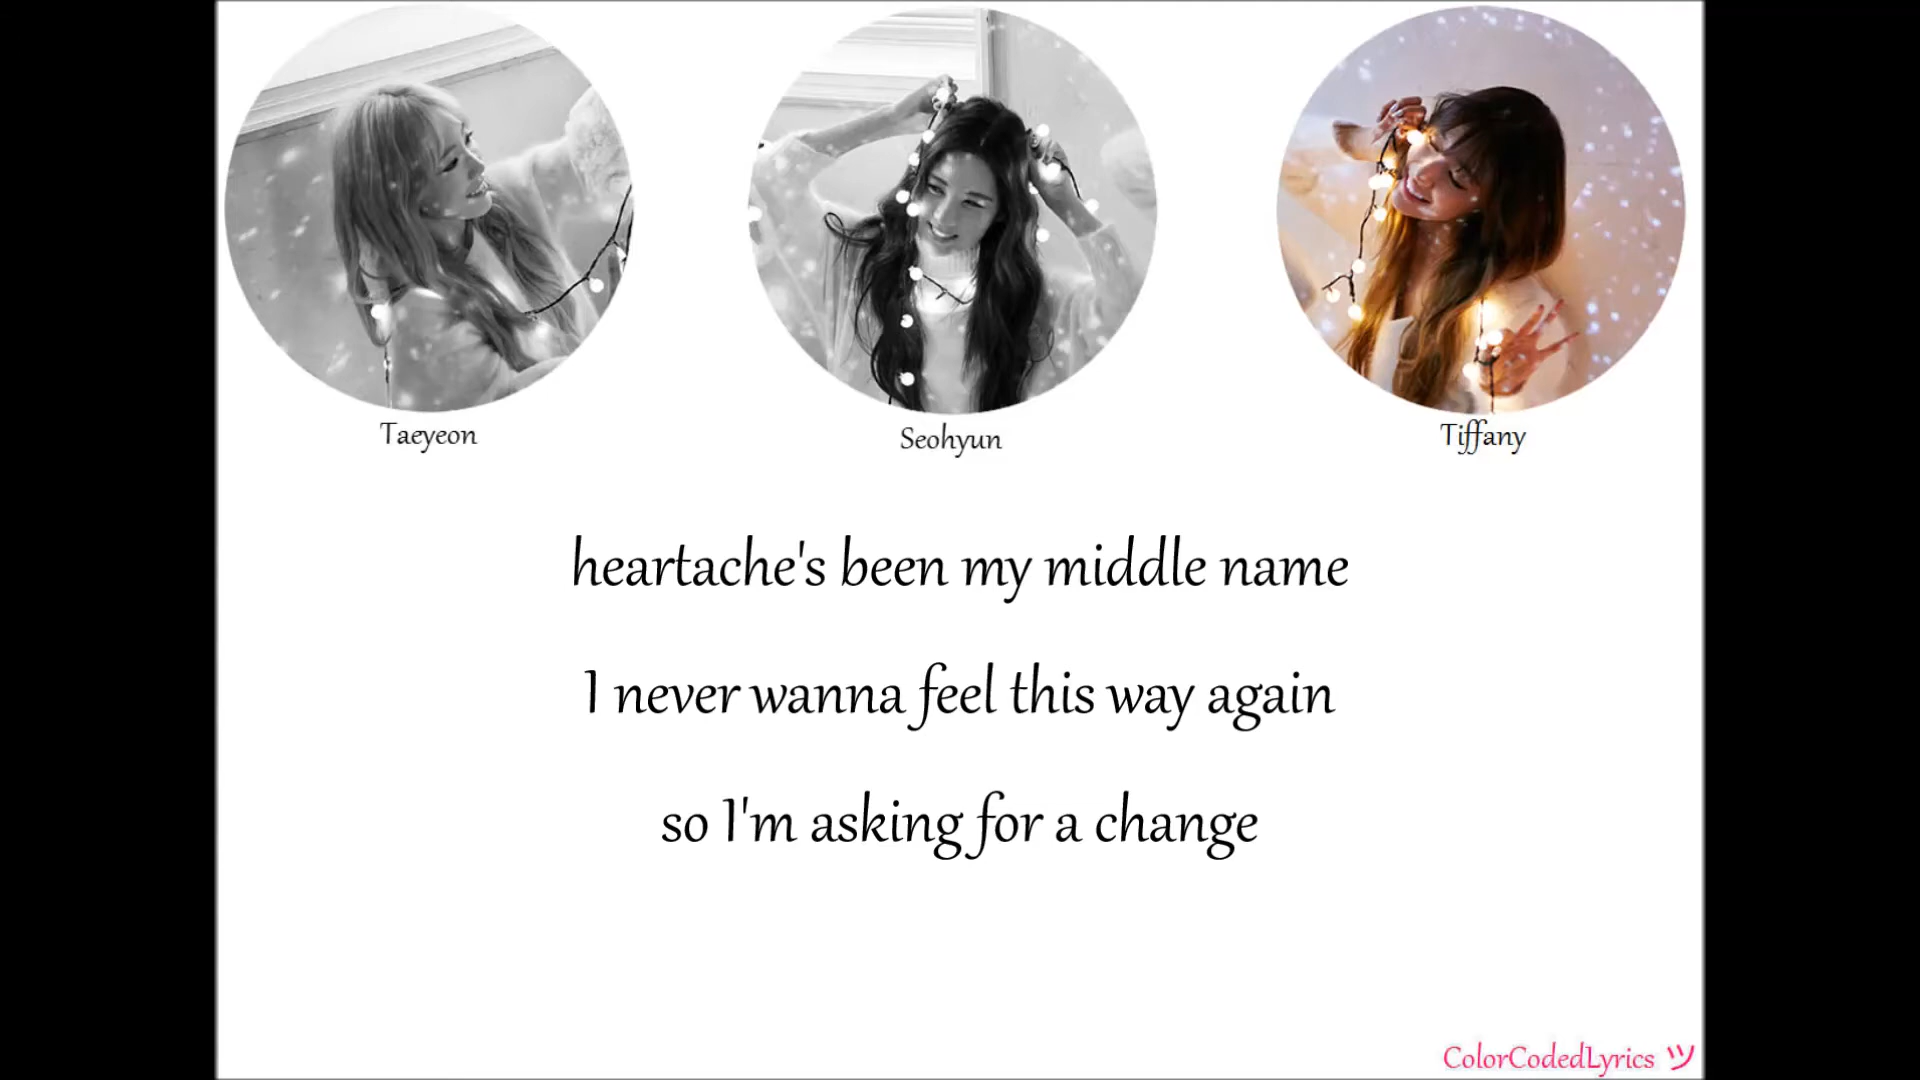 Taeyeon
Seohyun
Tiffany
heartache's been my middle name
I never wanna feel this way again
so I'm asking for a change
ColorCodedLyrics ツ